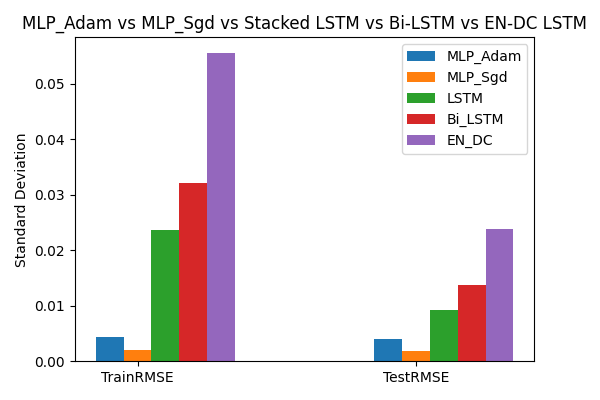 MLP_Adam vs MLP_Sgd vs Stacked LSTM vs Bi-LSTM vs EN-DC LSTM
MLP_Adam
MLP_Sgd
LSTM
Bi_LSTM
EN_DC
Standard Deviation
0.05
0.04
0.03
0.02
0.01
0.00
TrainRMSE
TestRMSE